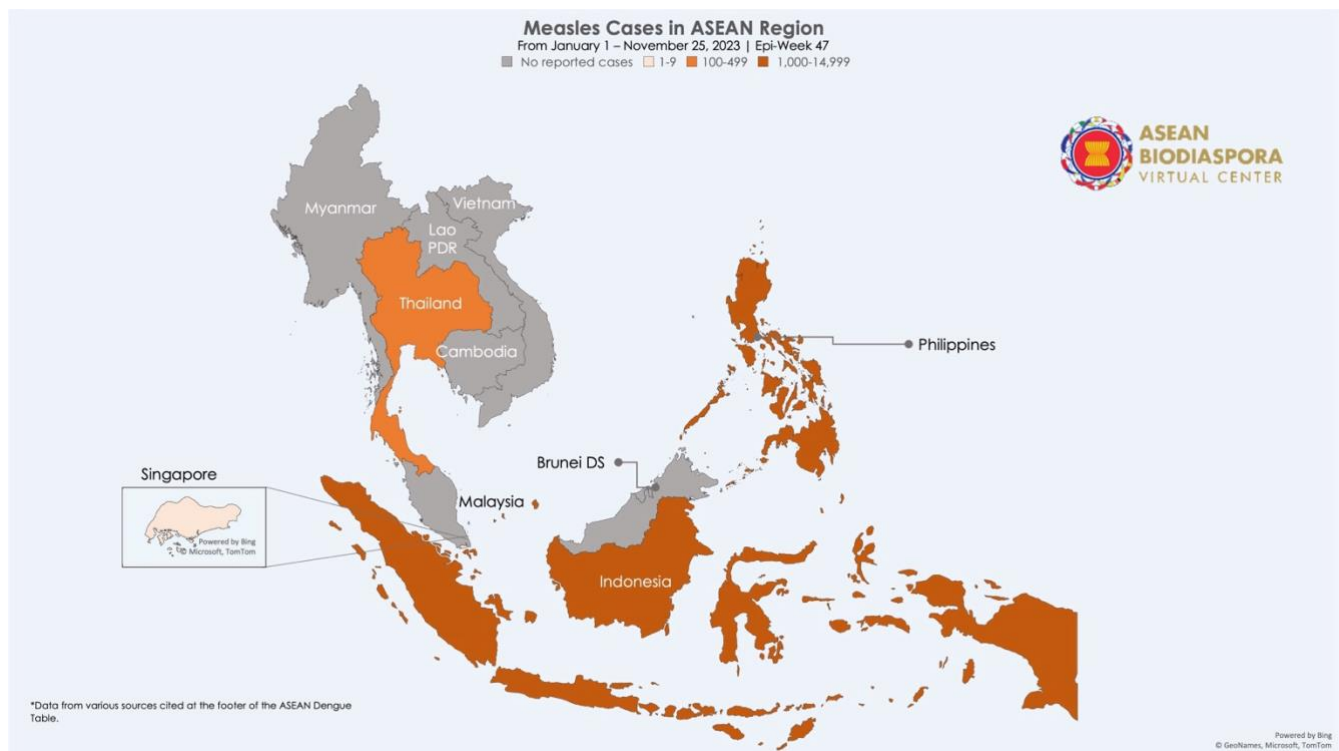 Measles Cases in ASEAN Region
From January 1 – November 25, 2023 | Epi-Week 47
No reported cases 1-9 100-499 1,000-14,999
ASEAN
BIODIASPORA
VIRTUAL CENTER
Myanmar
Vietnam
Lao
PDR
Thailand
Cambodia
Philippines
Brunei DS
Singapore
Malaysia
Powered by Bing
© Microsoft, TomTom
Indonesia
*Data from various sources cited at the footer of the ASEAN Dengue
Table.
Powered by Bing
© GeoNames, Microsoft, TomTom